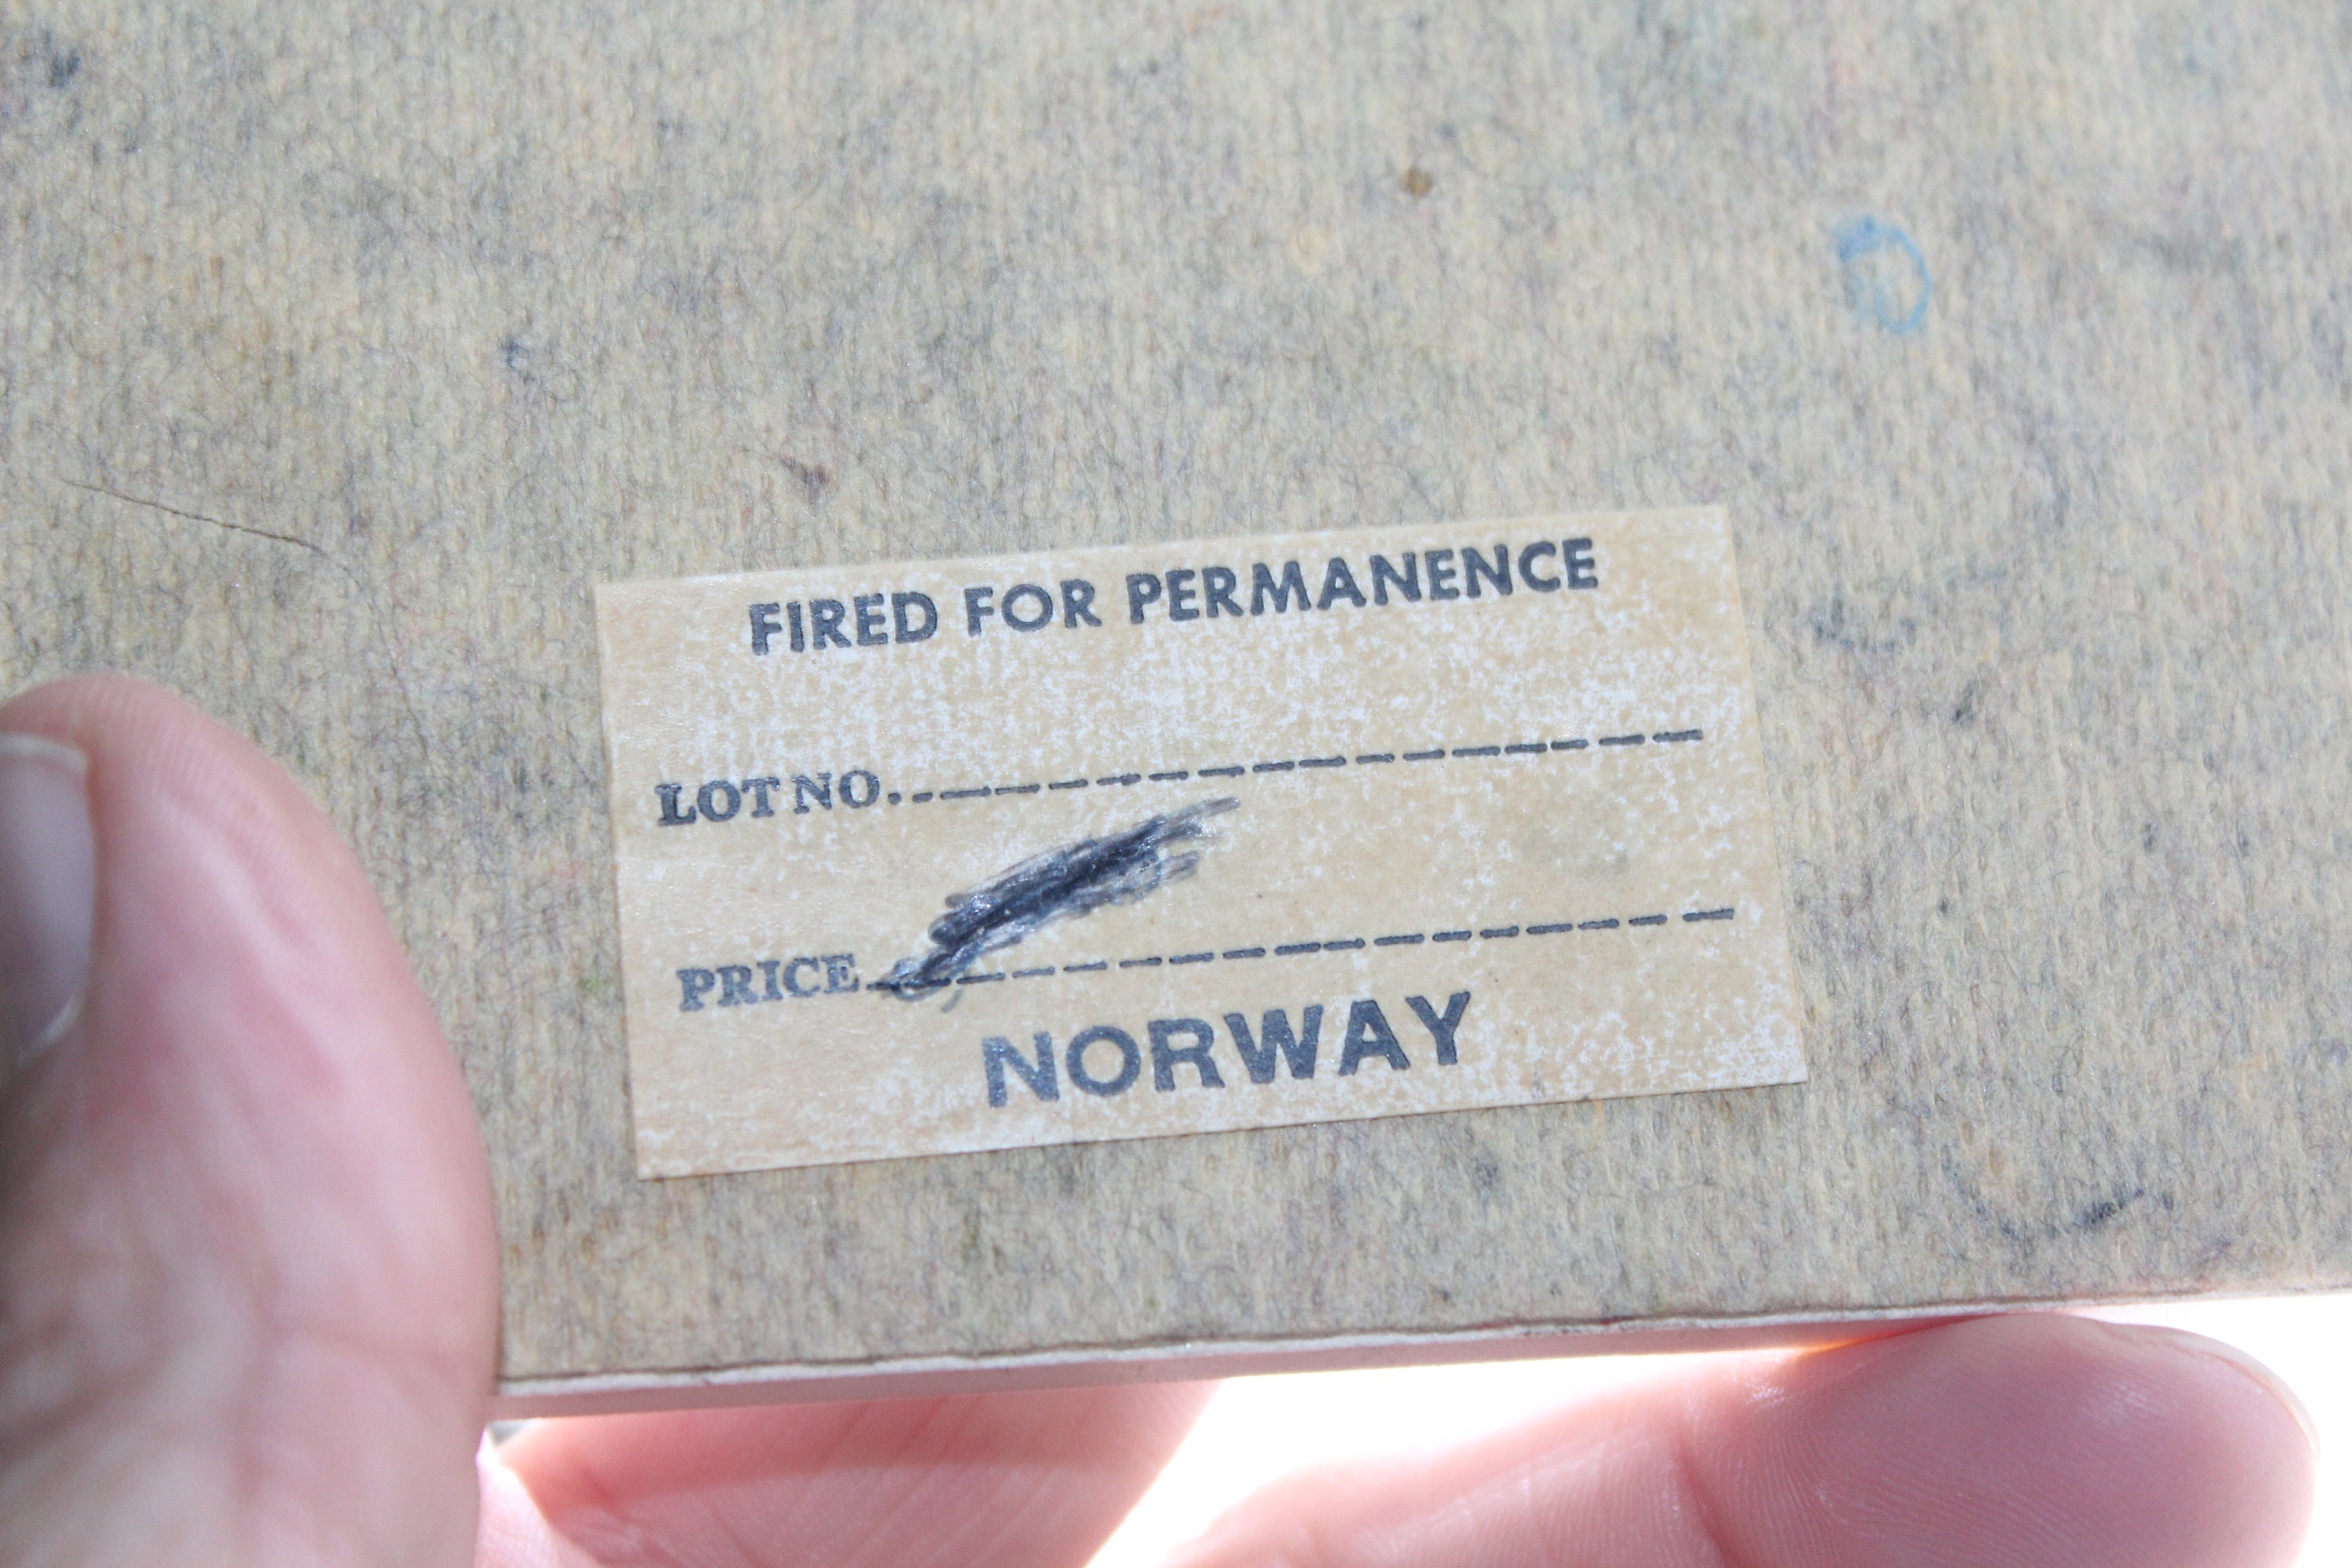 FIRED FOR PERMANENCE
LOT NO.
PRICE
NORWAY